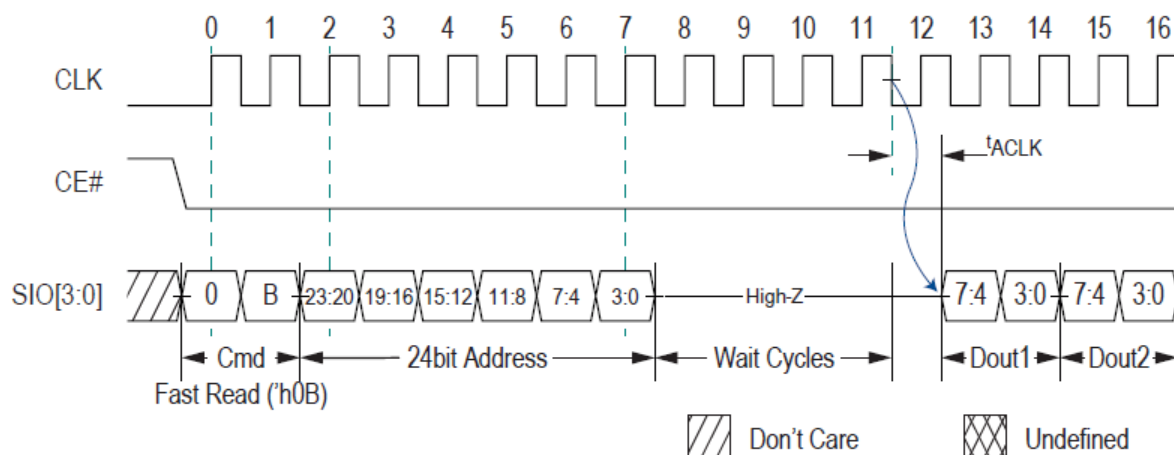 0 1 2 3 4 5 6 7 8 9 10 11 12 13 14 15 16
CLK
tACLK
CE#
SIO[3:0] 0 B 23:20 19:16 15:12 11:8 7:4 3:0 High-Z 7:4 3:0 7:4 3:0
Cmd 24bit Address Wait Cycles Dout1 Dout2
Fast Read ('h0B)
Don't Care Undefined